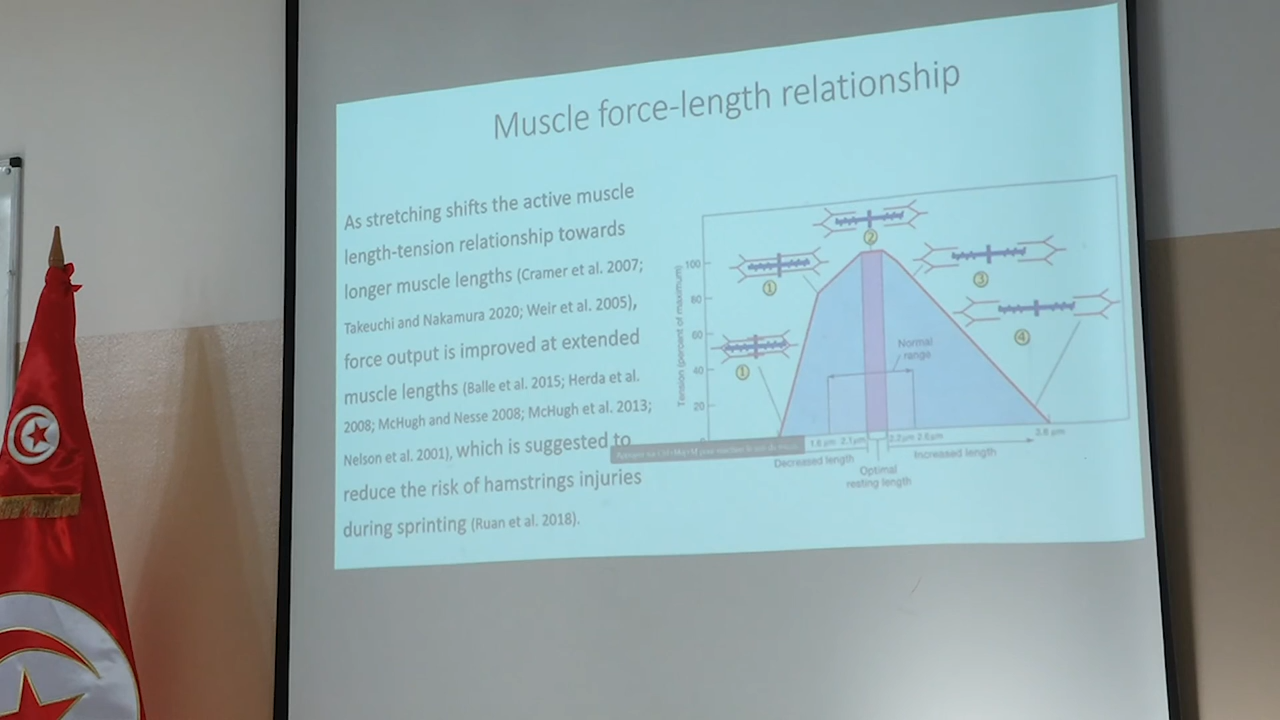 Muscle force-length relationship
As stretching shifts the active muscle
length-tension relationship towards
longer muscle lengths (Cramer et al. 2007;
Takeuchi and Nakamura 2020; Weir et al. 2005),
force output is improved at extended
muscle lengths (Balle et al. 2015; Herda et al.
2008; McHugh and Nesse 2008; McHugh et al. 2013;
Nelson et al. 2001), which is suggested to
reduce the risk of hamstrings injuries
during sprinting (Ruan et al. 2018).
Tension (percent of maximum)
100
80
60
40
20
1
1
2
3
4
Normal
range
1.6 µm 2.1µm
2.2µm 2.6µm
3.6 µm
Decreased length
Increased length
Optimal
resting length